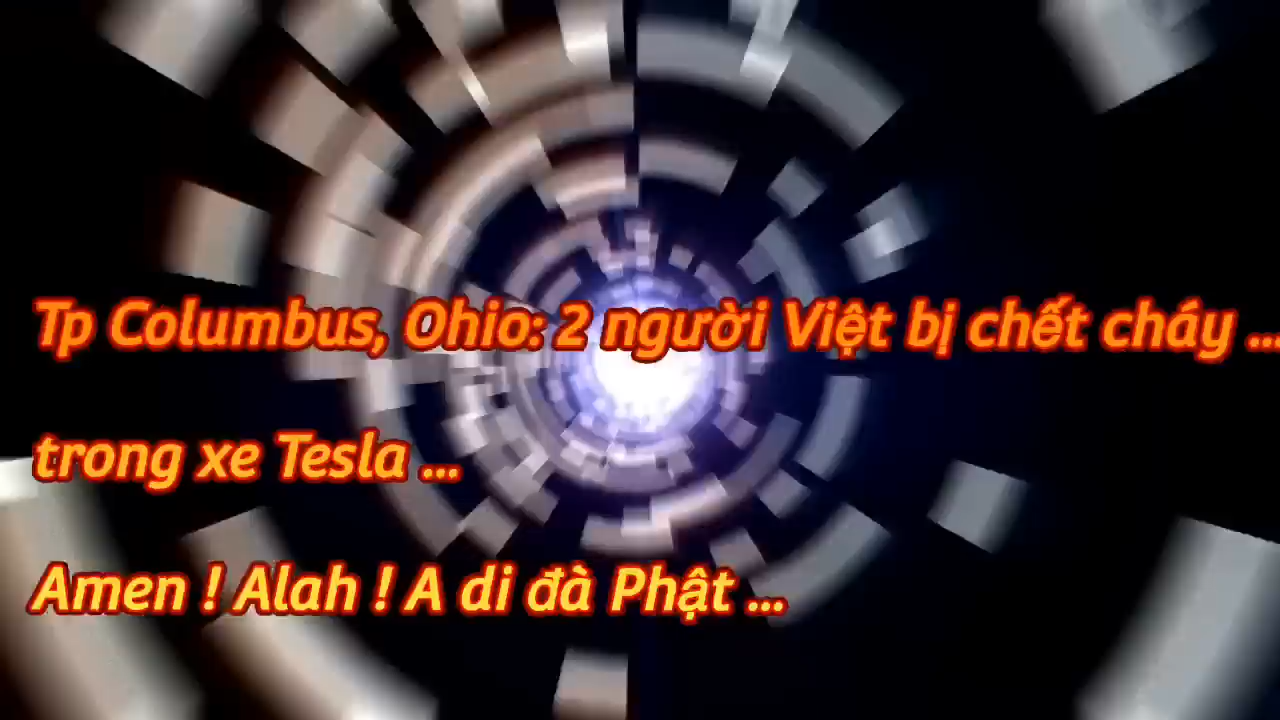 Tp Columbus, Ohio: 2 người Việt bị chết cháy ...
trong xe Tesla ...
Amen ! Alah ! A di đà Phật ...